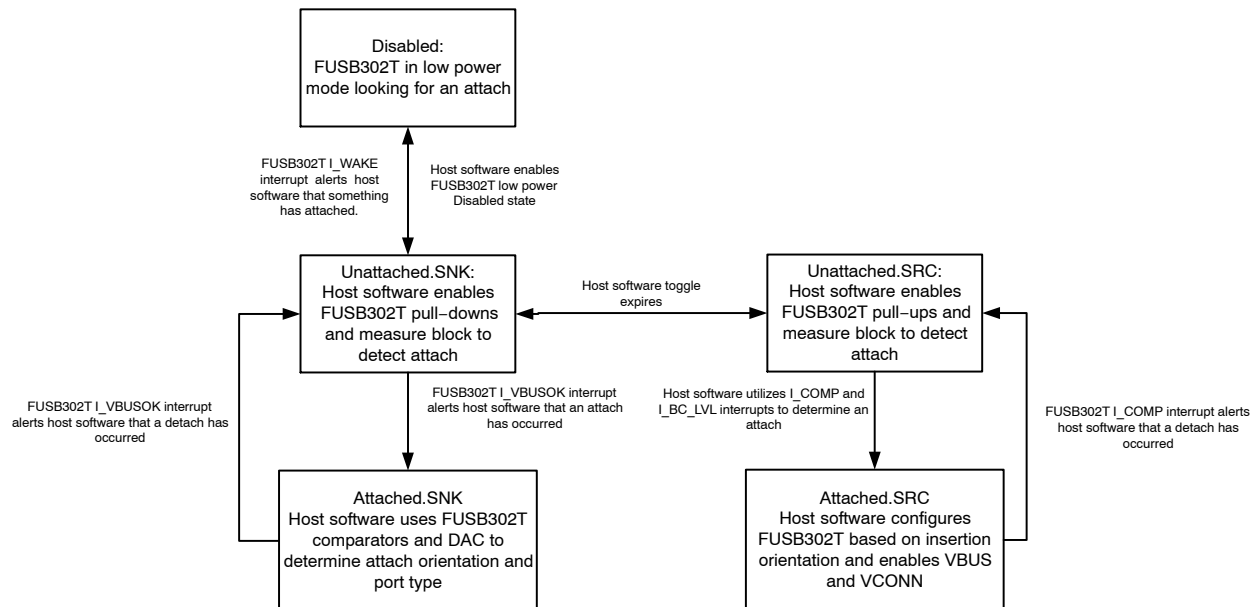 Disabled:
FUSB302T in low power
mode looking for an attach
FUSB302T I_WAKE
interrupt alerts host
software that something
has attached.
Host software enables
FUSB302T low power
Disabled state
Unattached.SNK:
Host software enables
FUSB302T pull−downs
and measure block to
detect attach
Host software toggle
expires
Unattached.SRC:
Host software enables
FUSB302T pull−ups and
measure block to detect
attach
FUSB302T I_VBUSOK interrupt
alerts host software that a detach has
occurred
FUSB302T I_VBUSOK interrupt
alerts host software that an attach
has occurred
Host software utilizes I_COMP and
I_BC_LVL interrupts to determine an
attach
FUSB302T I_COMP interrupt alerts
host software that a detach has
occurred
Attached.SNK
Host software uses FUSB302T
comparators and DAC to
determine attach orientation and
port type
Attached.SRC
Host software configures
FUSB302T based on insertion
orientation and enables VBUS
and VCONN